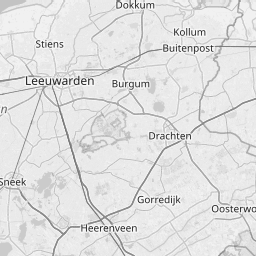 Dokkum
Kollum
Stiens
Buitenpost
Leeuwarden
Burgum
Drachten
Sneek
Gorredijk
Oosterwo
Heerenveen